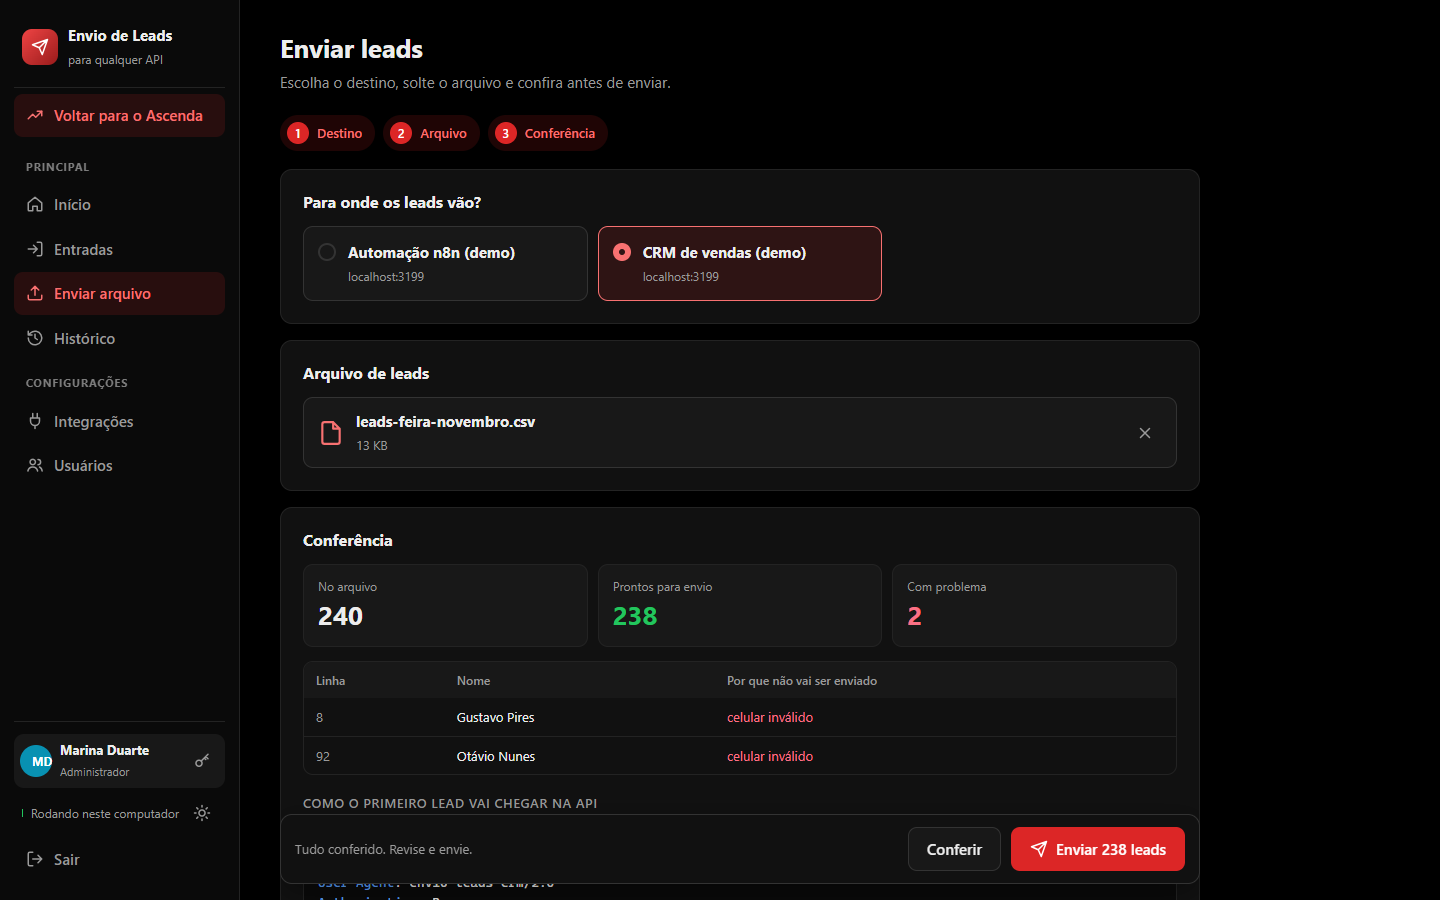 Envio de Leads
para qualquer API
Voltar para o Ascenda
PRINCIPAL
Início
Entradas
Enviar arquivo
Histórico
CONFIGURAÇÕES
Integrações
Usuários
MD
Marina Duarte
Administrador
Rodando neste computador
Sair
Enviar leads
Escolha o destino, solte o arquivo e confira antes de enviar.
1 Destino 2 Arquivo 3 Conferência
Para onde os leads vão?
Automação n8n (demo)
localhost:3199
CRM de vendas (demo)
localhost:3199
Arquivo de leads
leads-feira-novembro.csv
13 KB
Conferência
No arquivo
240
Prontos para envio
238
Com problema
2
Linha Nome Por que não vai ser enviado
8 Gustavo Pires celular inválido
92 Otávio Nunes celular inválido
COMO O PRIMEIRO LEAD VAI CHEGAR NA API
Tudo conferido. Revise e envie.
Conferir
Enviar 238 leads